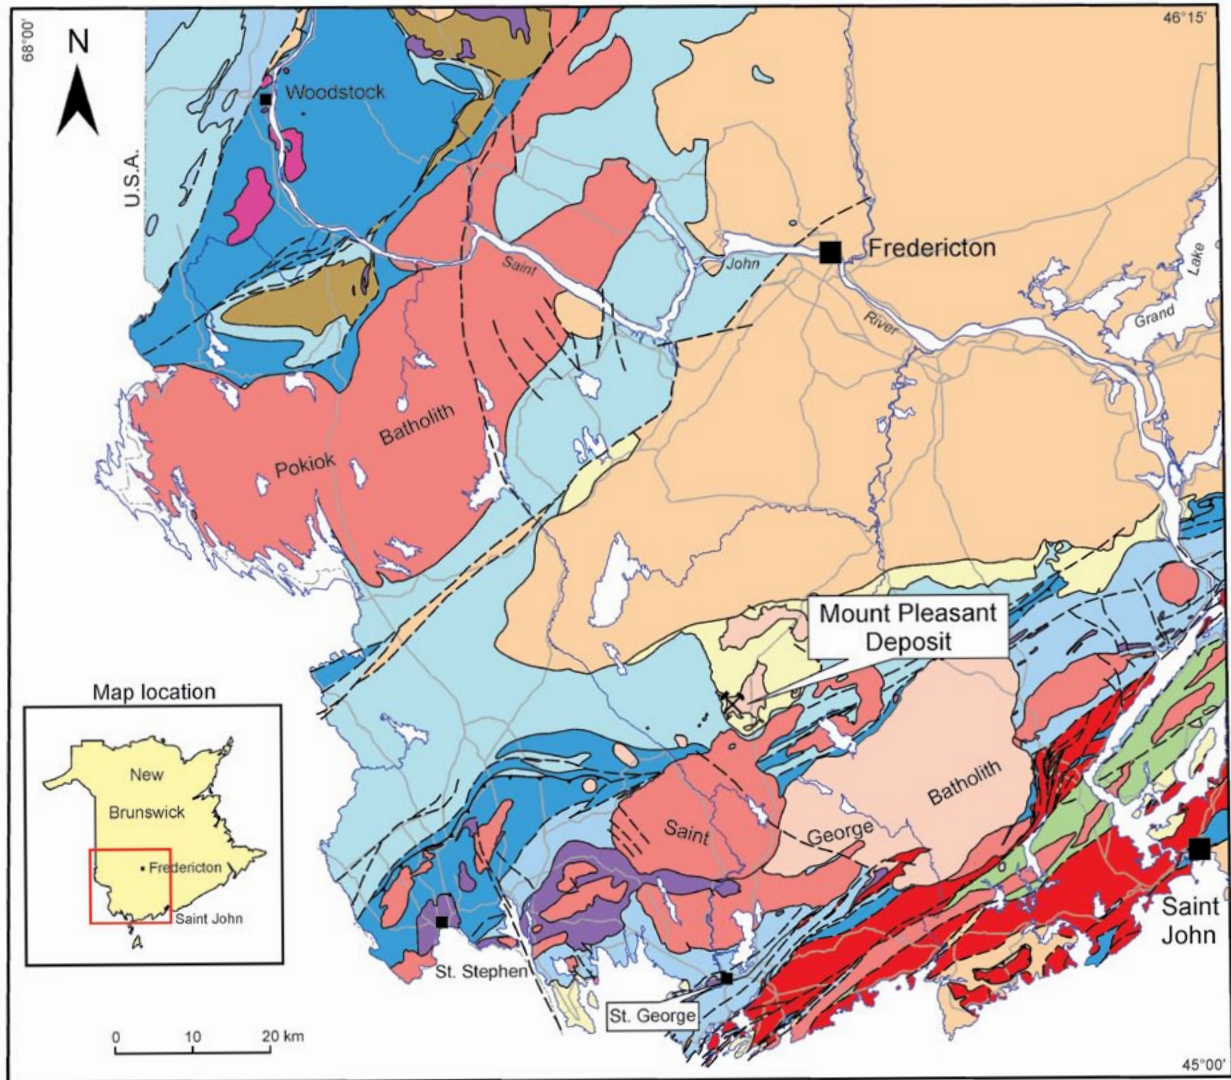 68°00'
46°15'
N
Woodstock
U.S.A.
Fredericton
Saint
John
River
Grand
Lake
Pokiok
Batholith
Mount Pleasant
Deposit
Map location
New
Brunswick
Fredericton
Saint John
Saint
George
Batholith
Saint
John
St. Stephen
St. George
0 10 20 km
45°00'